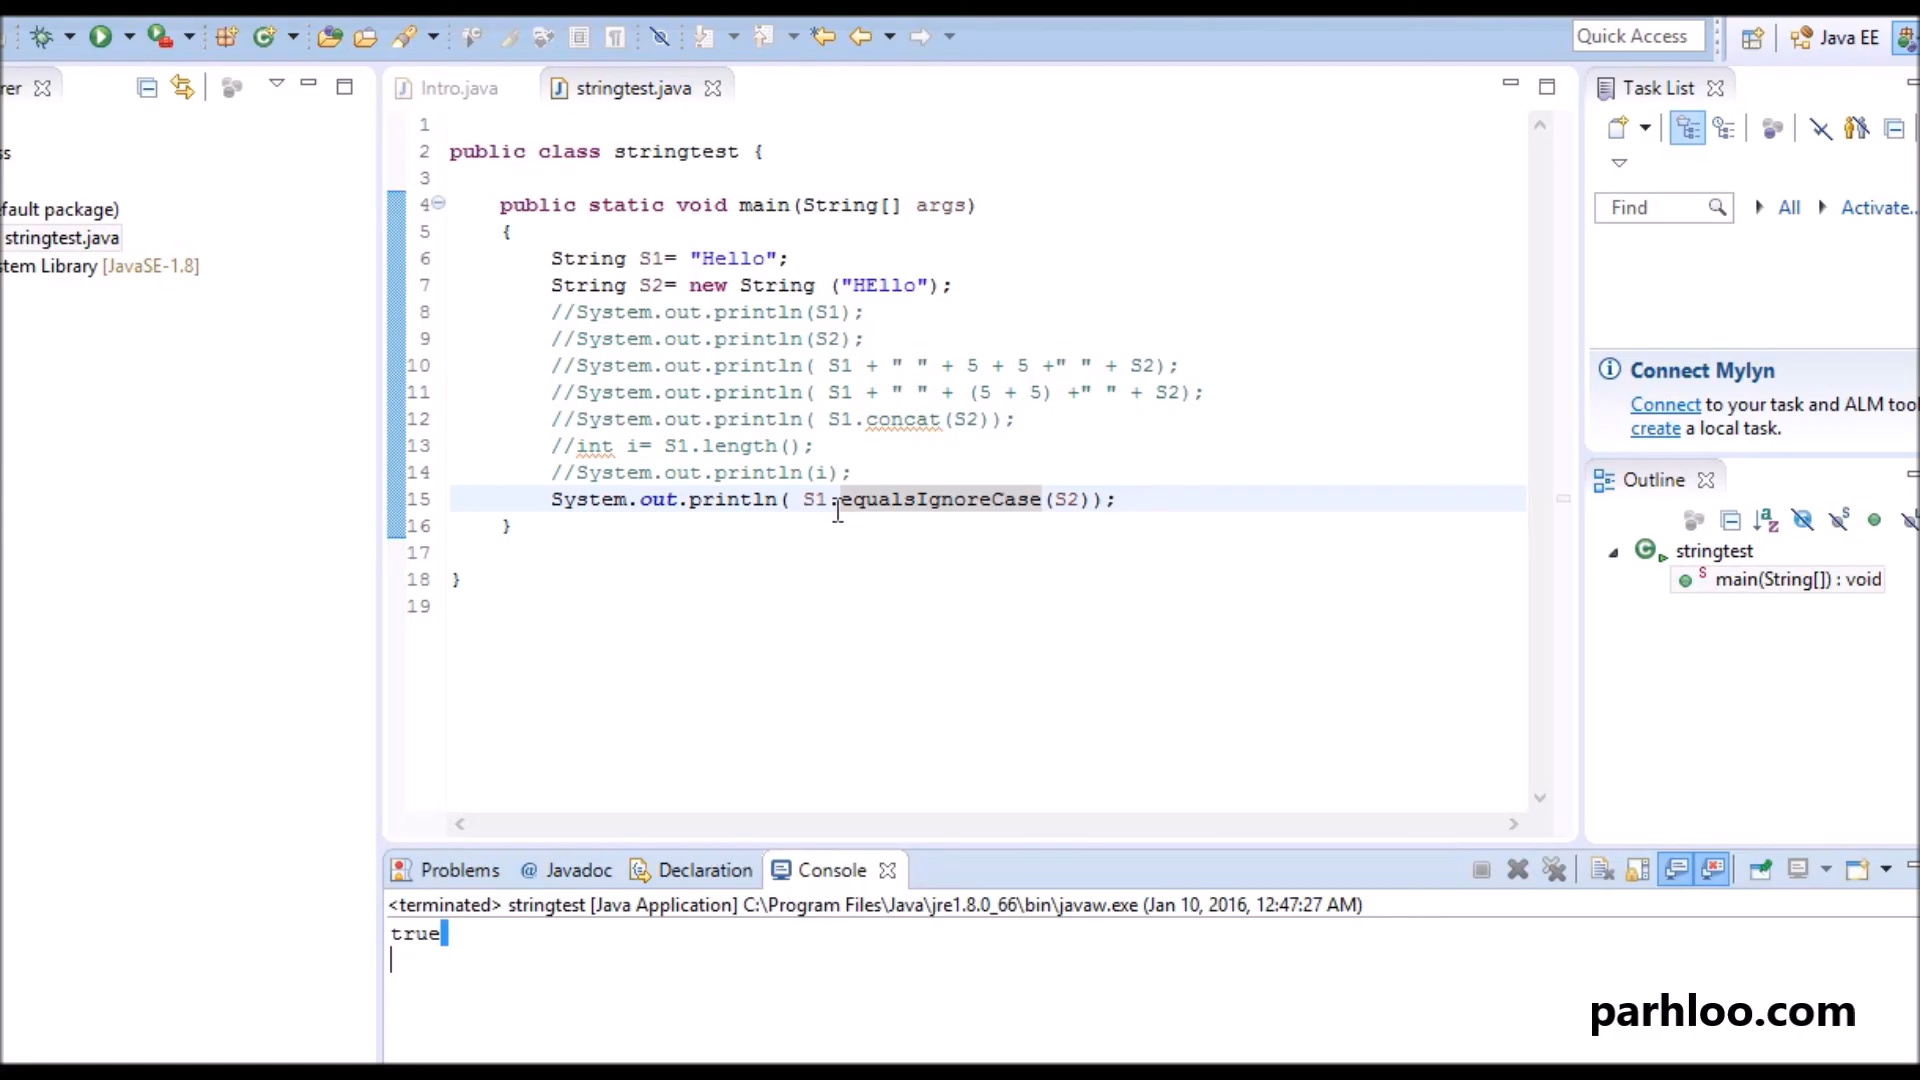 Quick Access
Java EE
rer
Intro.java
stringtest.java
Task List
ss
fault package)
stringtest.java
stem Library [JavaSE-1.8]
1
2 public class stringtest {
3
4 public static void main(String[] args)
5 {
6 String S1= "Hello";
7 String S2= new String ("HEllo");
8 //System.out.println(S1);
9 //System.out.println(S2);
10 //System.out.println( S1 + " " + 5 + 5 +" " + S2);
11 //System.out.println( S1 + " " + (5 + 5) +" " + S2);
12 //System.out.println( S1.concat(S2));
13 //int i= S1.length();
14 //System.out.println(i);
15 System.out.println( S1.equalsIgnoreCase(S2));
16 }
17
18 }
19
Find
All
Activate..
Connect Mylyn
Connect to your task and ALM tool
create a local task.
Outline
stringtest
main(String[]) : void
Problems
@ Javadoc
Declaration
Console
<terminated> stringtest [Java Application] C:\Program Files\Java\jre1.8.0_66\bin\javaw.exe (Jan 10, 2016, 12:47:27 AM)
true
parhloo.com